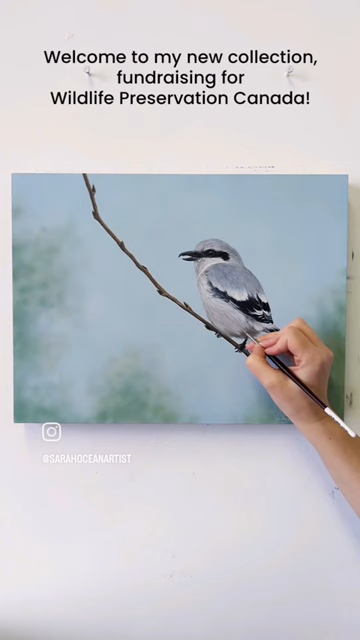 Welcome to my new collection,
fundraising for
Wildlife Preservation Canada!
@SARAHOCEANARTIST